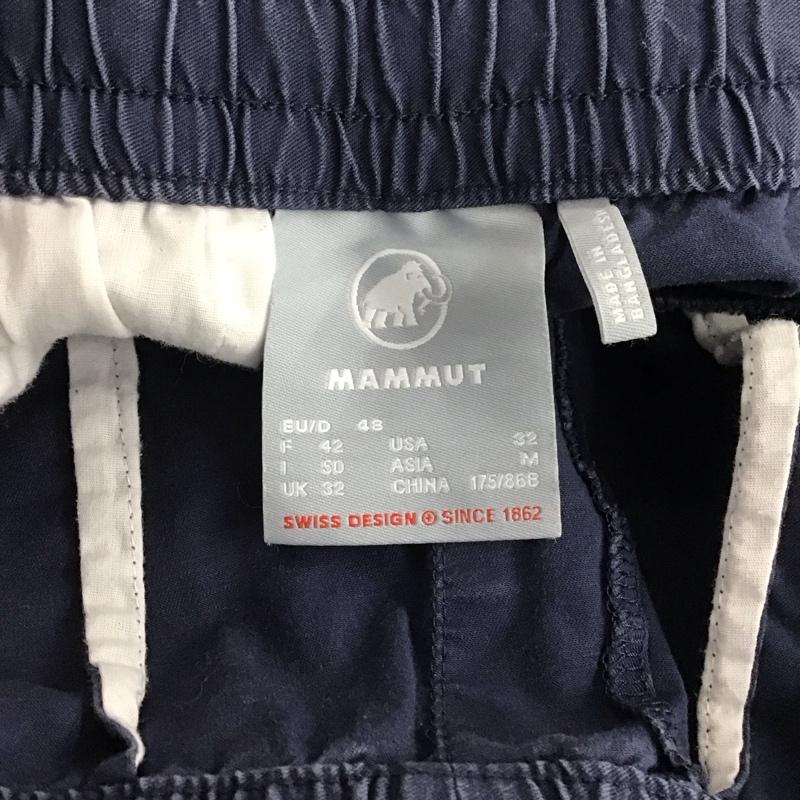 MAMMUT
EU/D 48
F 42 USA 32
I 50 ASIA M
UK 32 CHINA 175/86B
SWISS DESIGN SINCE 1862
MADE IN
BANGLADESH